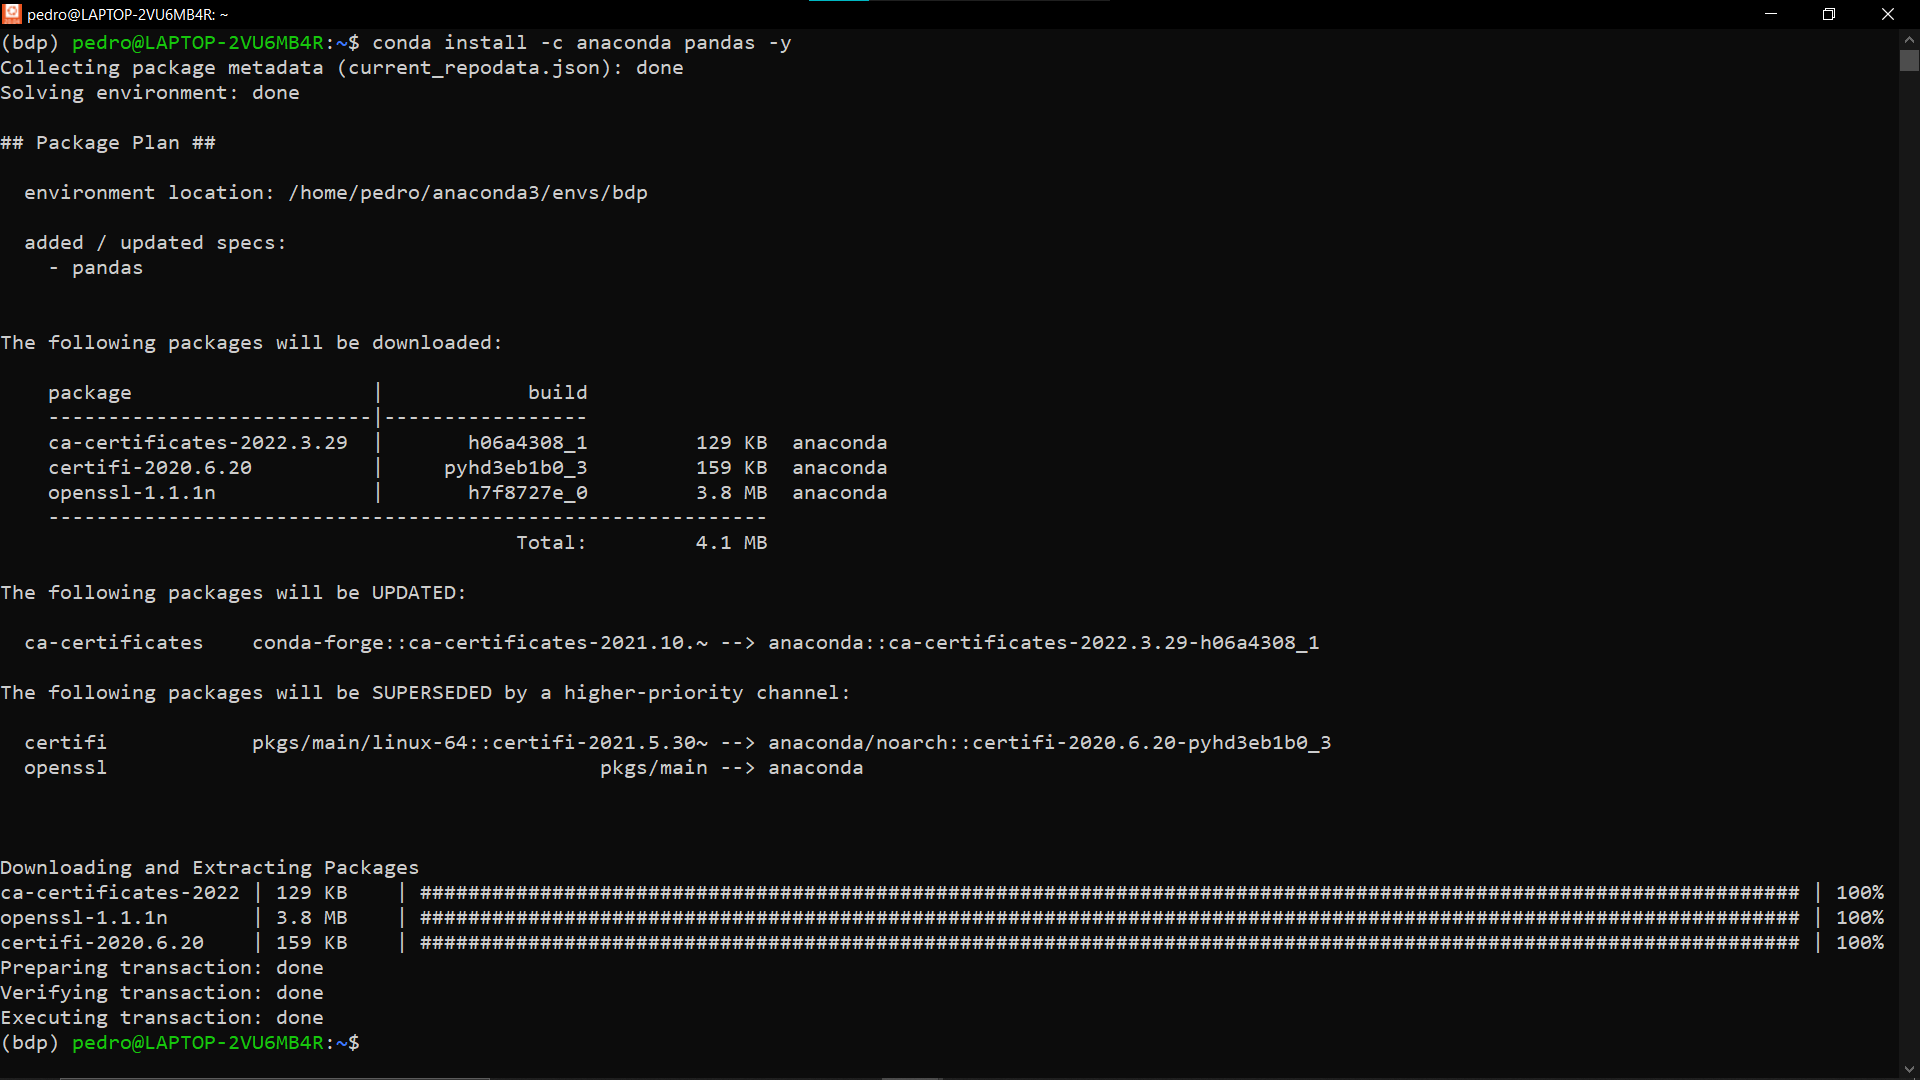 pedro@LAPTOP-2VU6MB4R: ~
(bdp) pedro@LAPTOP-2VU6MB4R:~$ conda install -c anaconda pandas -y
Collecting package metadata (current_repodata.json): done
Solving environment: done

## Package Plan ##

  environment location: /home/pedro/anaconda3/envs/bdp

  added / updated specs:
    - pandas


The following packages will be downloaded:

    package                    |            build
    ---------------------------|-----------------
    ca-certificates-2022.3.29  |       h06a4308_1         129 KB  anaconda
    certifi-2020.6.20          |     pyhd3eb1b0_3         159 KB  anaconda
    openssl-1.1.1n             |       h7f8727e_0         3.8 MB  anaconda
    ------------------------------------------------------------
                                           Total:         4.1 MB

The following packages will be UPDATED:

  ca-certificates    conda-forge::ca-certificates-2021.10.~ --> anaconda::ca-certificates-2022.3.29-h06a4308_1

The following packages will be SUPERSEDED by a higher-priority channel:

  certifi            pkgs/main/linux-64::certifi-2021.5.30~ --> anaconda/noarch::certifi-2020.6.20-pyhd3eb1b0_3
  openssl                                         pkgs/main --> anaconda



Downloading and Extracting Packages
ca-certificates-2022 | 129 KB    | ################################################################################################################### | 100%
openssl-1.1.1n       | 3.8 MB    | ################################################################################################################### | 100%
certifi-2020.6.20    | 159 KB    | ################################################################################################################### | 100%
Preparing transaction: done
Verifying transaction: done
Executing transaction: done
(bdp) pedro@LAPTOP-2VU6MB4R:~$